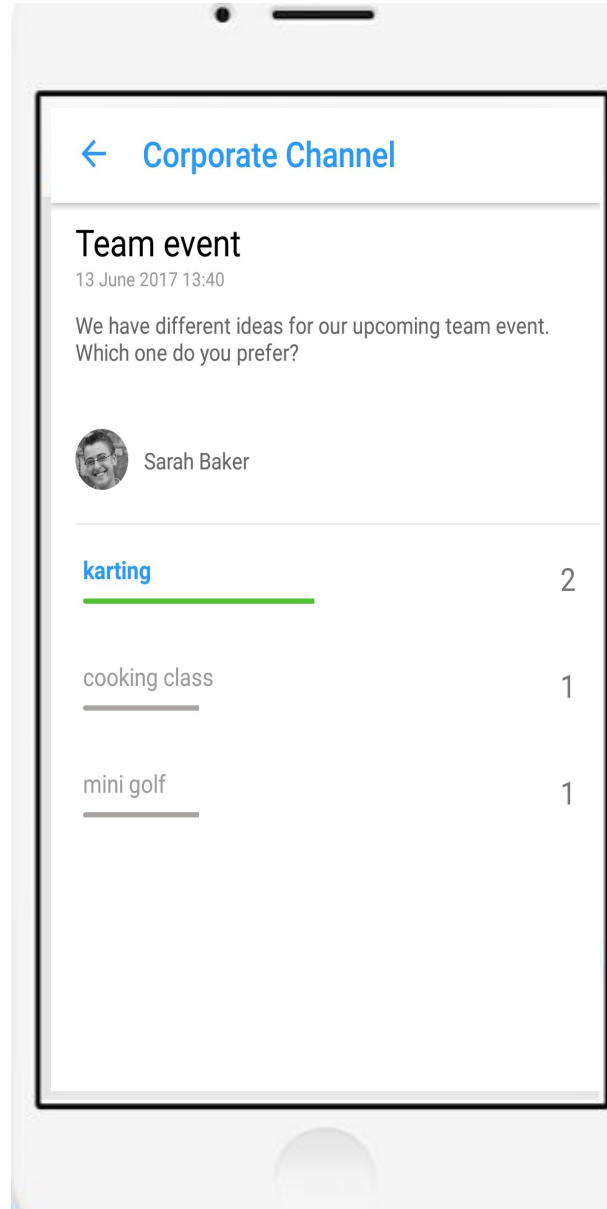 Corporate Channel
Team event
13 June 2017 13:40
We have different ideas for our upcoming team event.
Which one do you prefer?
Sarah Baker
karting 2
cooking class 1
mini golf 1